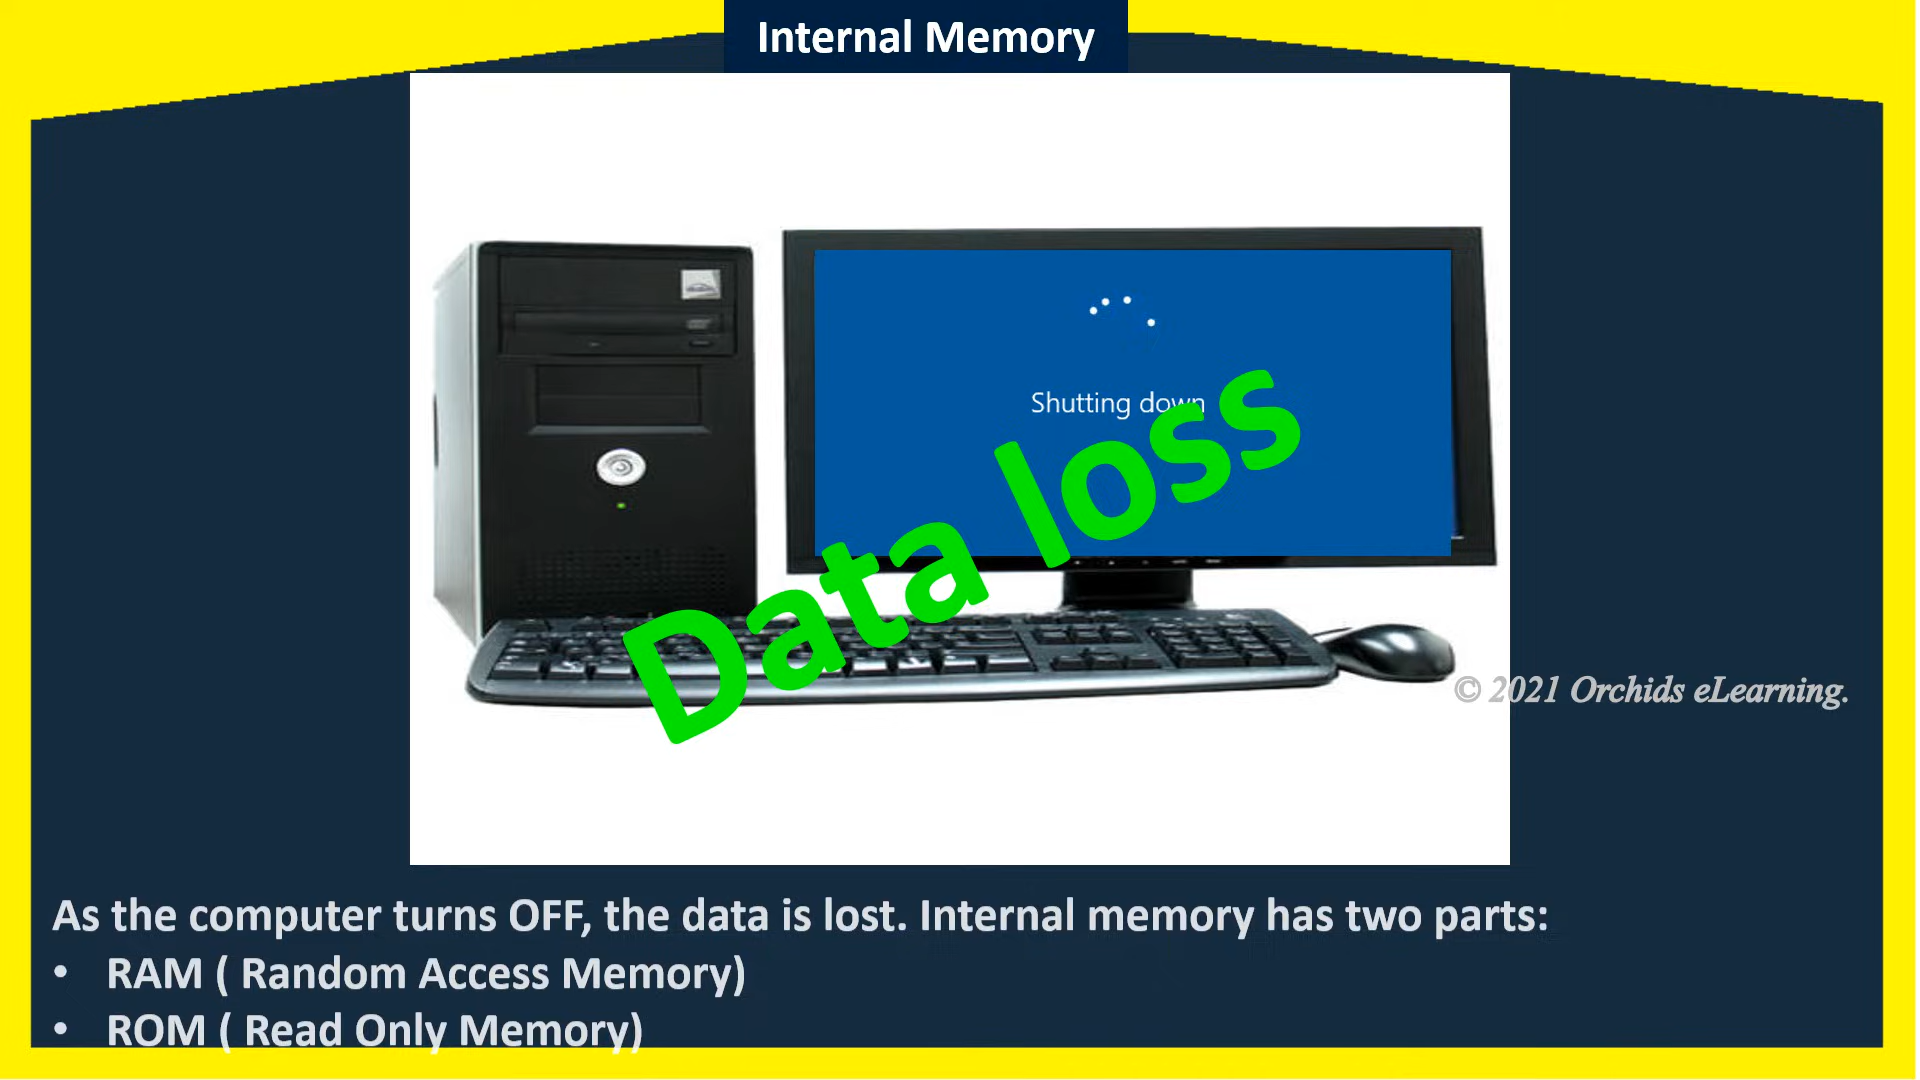 Internal Memory
Shutting down
Data loss
© 2021 Orchids eLearning.
As the computer turns OFF, the data is lost. Internal memory has two parts:
• RAM ( Random Access Memory)
• ROM ( Read Only Memory)